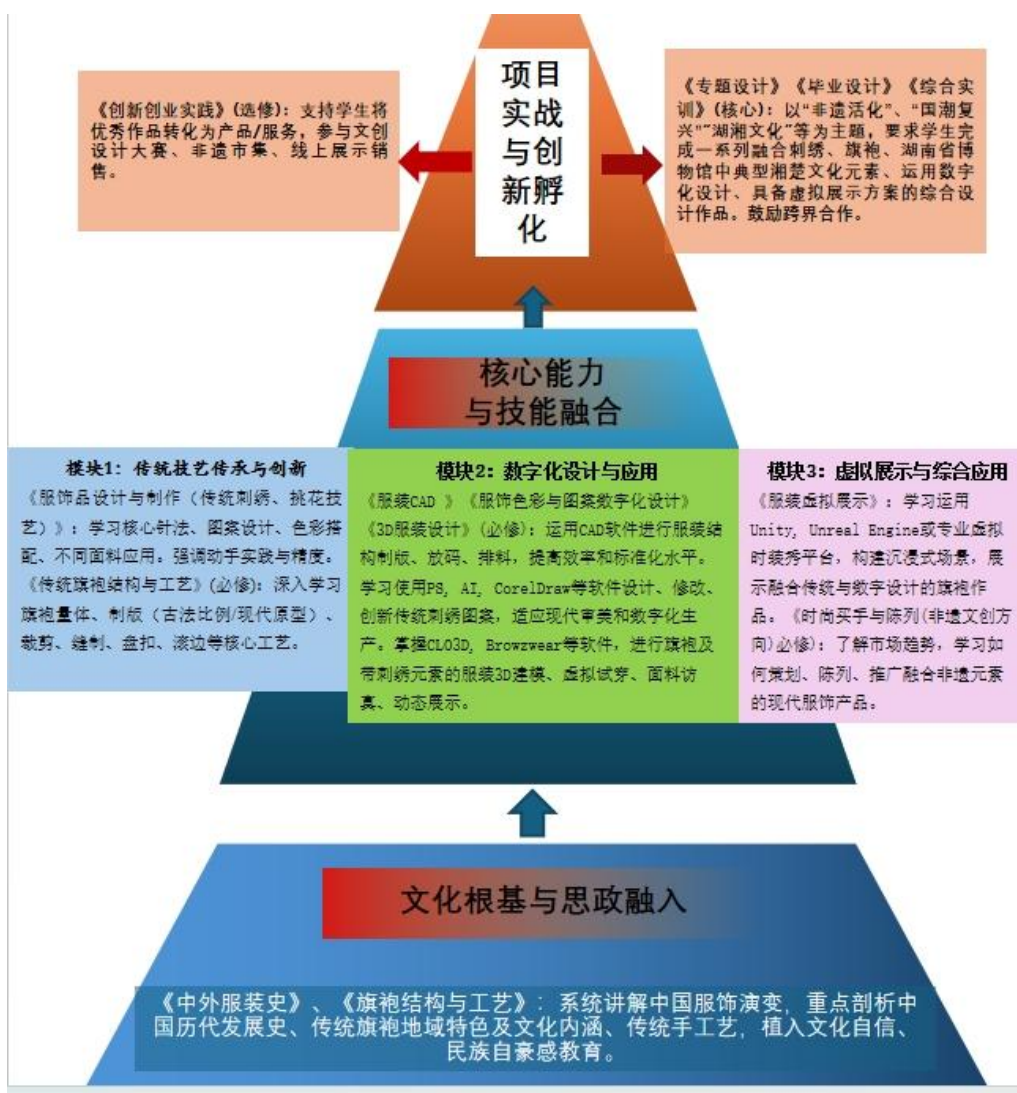 项目
实战
与创
新孵
化
《创新创业实践》(选修)：支持学生将
优秀作品转化为产品/服务，参与文创
设计大赛、非遗市集、线上展示销
售。
《专题设计》《毕业设计》《综合实
训》(核心)：以“非遗活化”、“国潮复
兴”“湖湘文化”等为主题，要求学生完
成一系列融合刺绣、旗袍、湖南省博
物馆中典型湘楚文化元素、运用数字
化设计、具备虚拟展示方案的综合设
计作品。鼓励跨界合作。
核心能力
与技能融合
模块1：传统技艺传承与创新
《服饰品设计与制作（传统刺绣、挑花技
艺）》：学习核心针法、图案设计、色彩搭
配、不同面料应用。强调动手实践与精度。
《传统旗袍结构与工艺》(必修)：深入学习
旗袍量体、制版（古法比例/现代原型）、
裁剪、缝制、盘扣、滚边等核心工艺。
模块2：数字化设计与应用
《服装CAD 》《服饰色彩与图案数字化设计》
《3D服装设计》(必修)：运用CAD软件进行服装结
构制版、放码、排料，提高效率和标准化水平。
学习使用PS, AI, CorelDraw等软件设计、修改、
创新传统刺绣图案，适应现代审美和数字化生
产。掌握CLO3D, Browzwear等软件，进行旗袍及
带刺绣元素的服装3D建模、虚拟试穿、面料访
真、动态展示。
模块3：虚拟展示与综合应用
《服装虚拟展示》：学习运用
Unity, Unreal Engine或专业虚拟
时装秀平台，构建沉浸式场景，展
示融合传统与数字设计的旗袍作
品。《时尚买手与陈列(非遗文创方
向)必修)：了解市场趋势，学习如
何策划、陈列、推广融合非遗元素
的现代服饰产品。
文化根基与思政融入
《中外服装史》、《旗袍结构与工艺》：系统讲解中国服饰演变，重点剖析中
国历代发展史、传统旗袍地域特色及文化内涵、传统手工艺，植入文化自信、
民族自豪感教育。